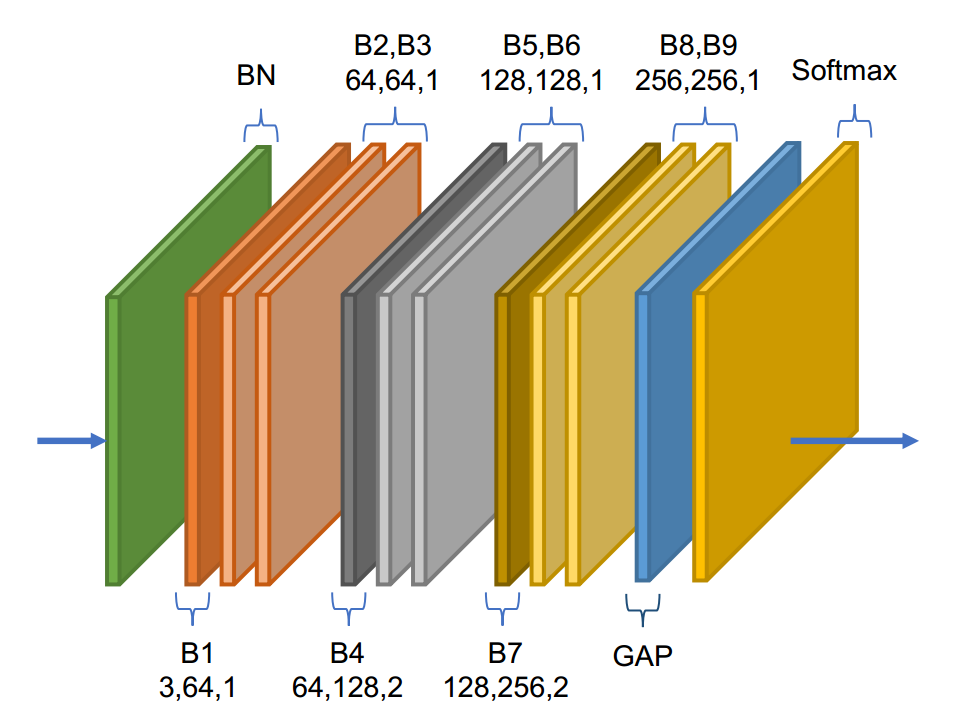 BN
B2,B3
64,64,1
B5,B6
128,128,1
B8,B9
256,256,1
Softmax
B1
3,64,1
B4
64,128,2
B7
128,256,2
GAP